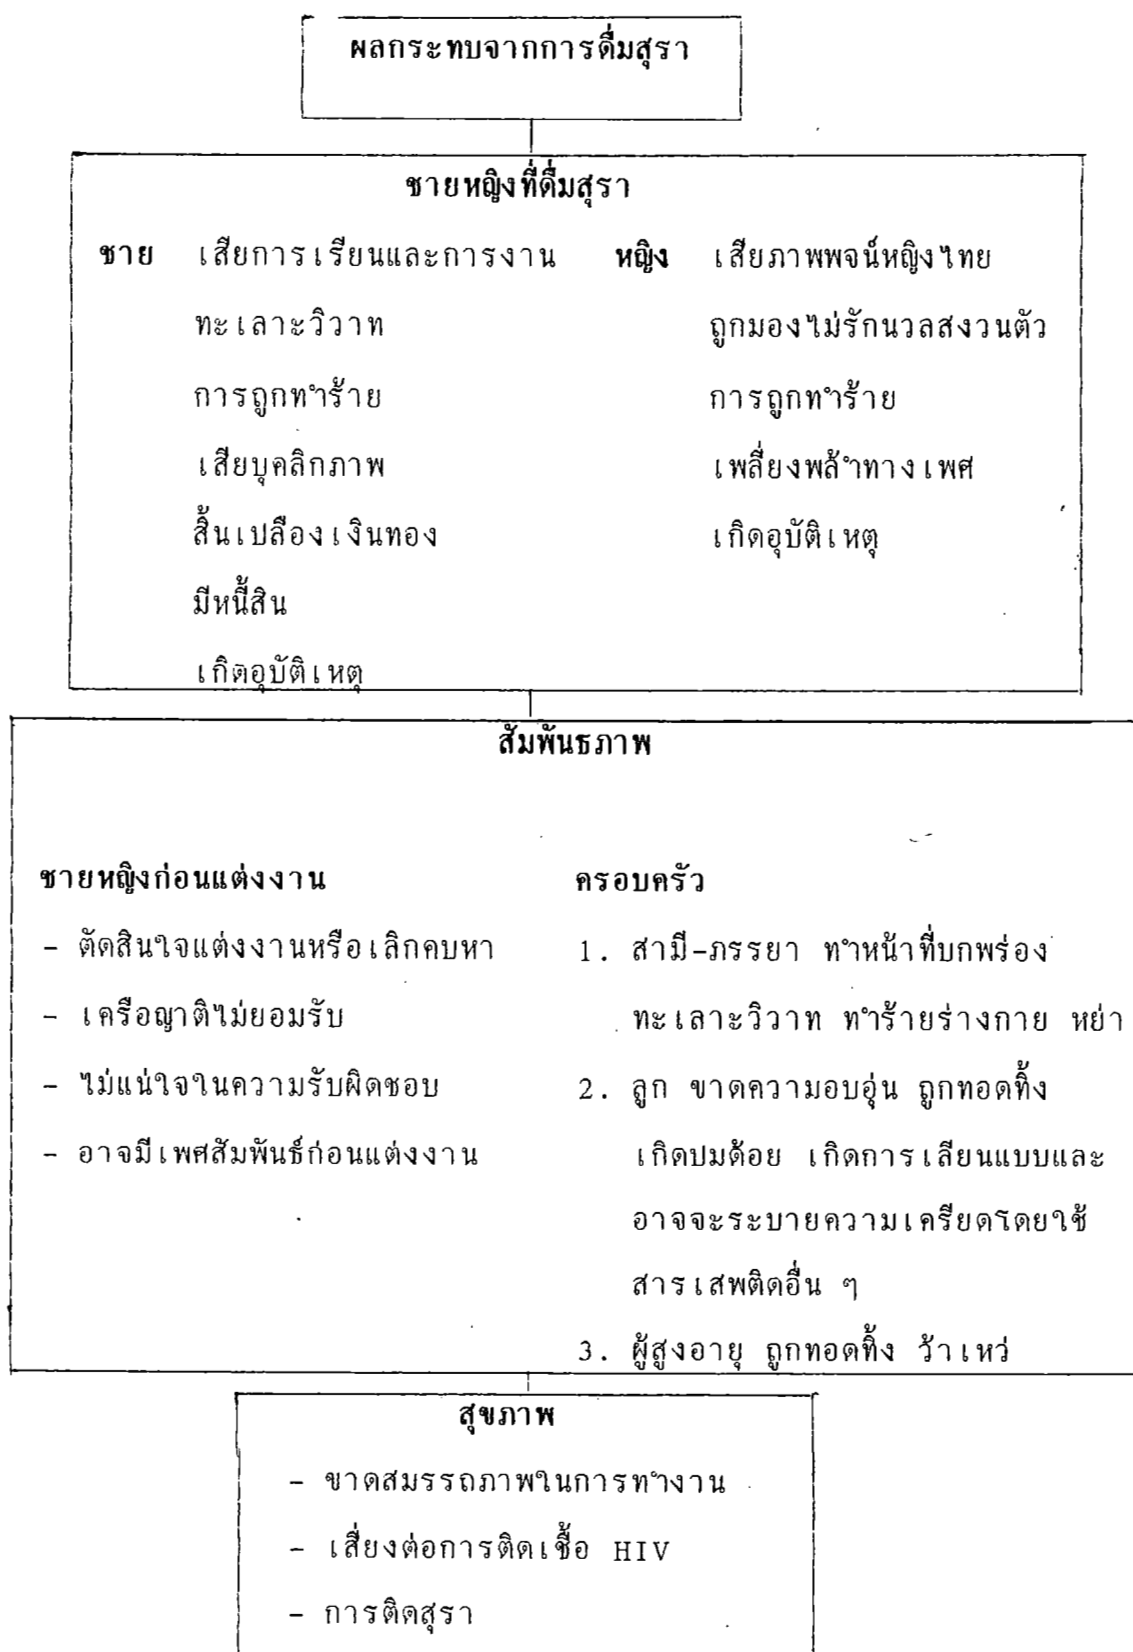 ผลกระทบจากการดื่มสุรา
ชายหญิงที่ดื่มสุรา
ชาย เสียการเรียนและการงาน
ทะเลาะวิวาท
การถูกทำร้าย
เสียบุคลิกภาพ
สิ้นเปลืองเงินทอง
มีหนี้สิน
เกิดอุบัติเหตุ
หญิง เสียภาพพจน์หญิงไทย
ถูกมองไม่รักนวลสงวนตัว
การถูกทำร้าย
เพลี่ยงพล้ำทางเพศ
เกิดอุบัติเหตุ
สัมพันธภาพ
ชายหญิงก่อนแต่งงาน
- ตัดสินใจแต่งงานหรือเลิกคบหา
- เครือญาติไม่ยอมรับ
- ไม่แน่ใจในความรับผิดชอบ
- อาจมีเพศสัมพันธ์ก่อนแต่งงาน
ครอบครัว
1. สามี-ภรรยา ทำหน้าที่บกพร่อง
ทะเลาะวิวาท ทำร้ายร่างกาย หย่า
2. ลูก ขาดความอบอุ่น ถูกทอดทิ้ง
เกิดปมด้อย เกิดการเลียนแบบและ
อาจจะระบายความเครียดโดยใช้
สารเสพติดอื่น ๆ
3. ผู้สูงอายุ ถูกทอดทิ้ง ว้าเหว่
สุขภาพ
- ขาดสมรรถภาพในการทำงาน
- เสี่ยงต่อการติดเชื้อ HIV
- การติดสุรา